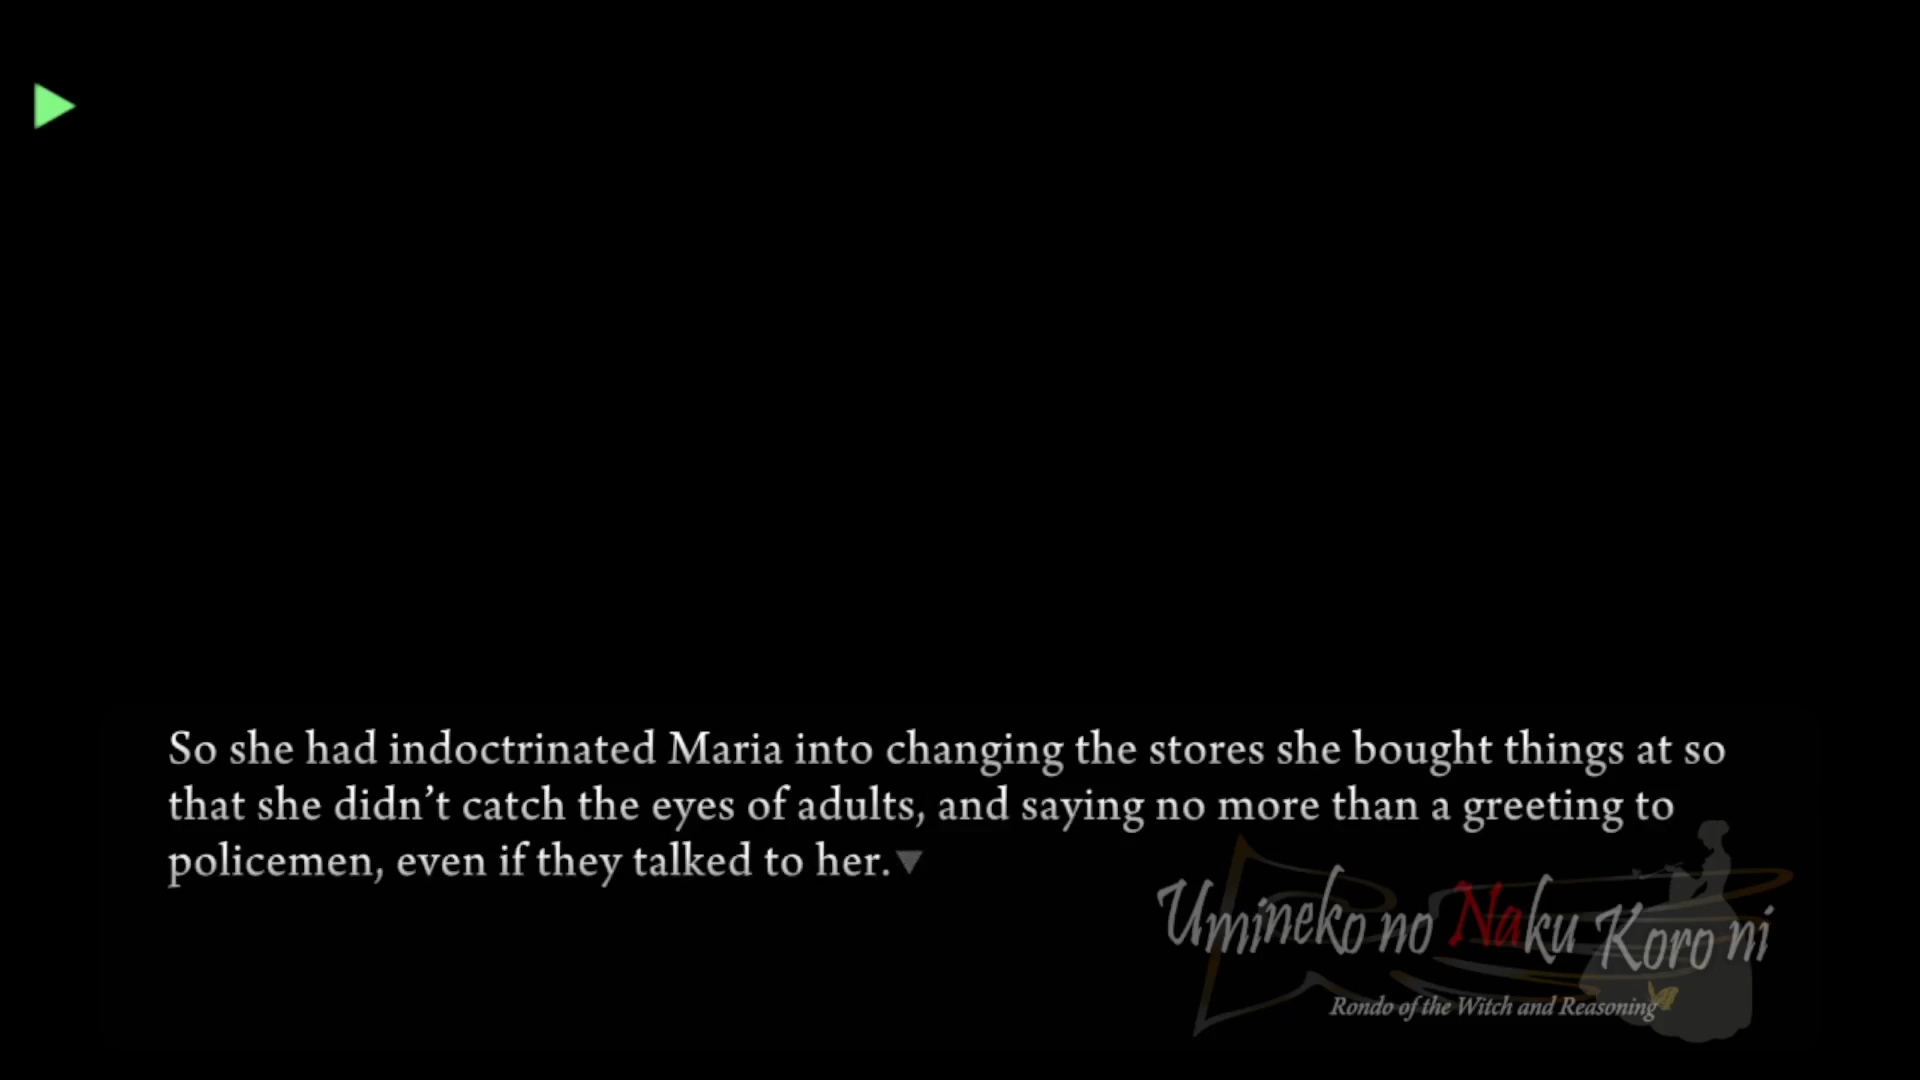 So she had indoctrinated Maria into changing the stores she bought things at so
that she didn’t catch the eyes of adults, and saying no more than a greeting to
policemen, even if they talked to her.
Umineko no Naku Koro ni
Rondo of the Witch and Reasoning